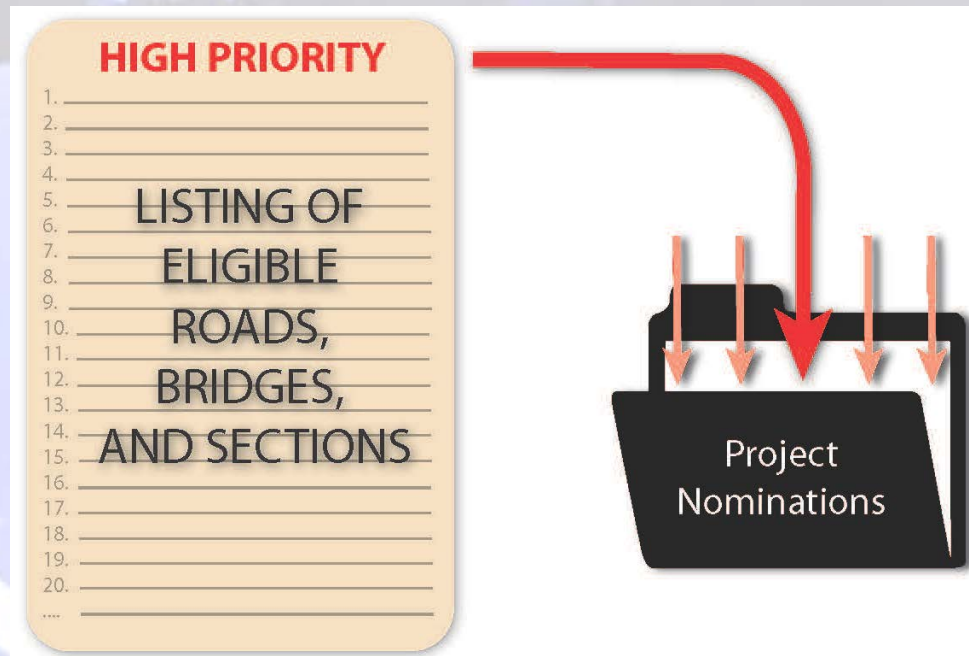 HIGH PRIORITY
1.
2.
3.
4.
5.
6.
7.
8.
9.
10.
11.
12.
13.
14.
15.
16.
17.
18.
19.
20.
....
LISTING OF
ELIGIBLE
ROADS,
BRIDGES,
AND SECTIONS
Project
Nominations